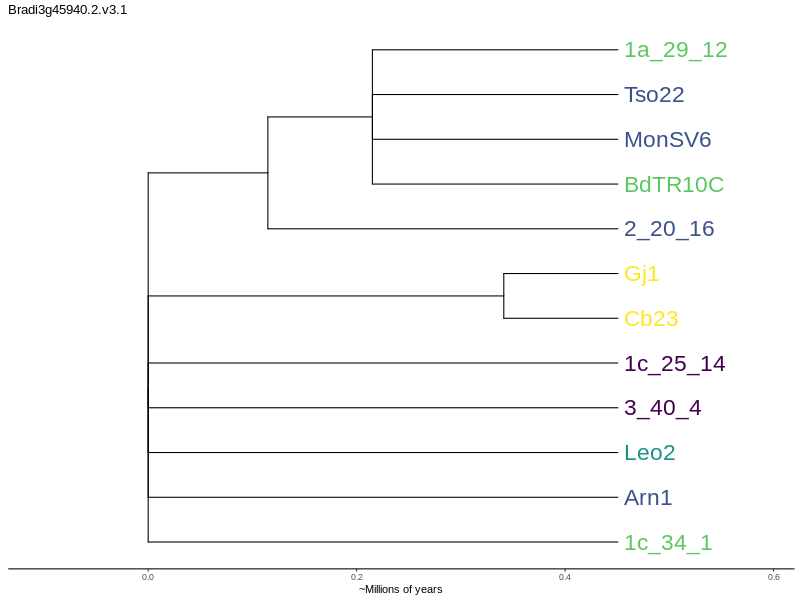 Bradi3g45940.2.v3.1
1a_29_12
Tso22
MonSV6
BdTR10C
2_20_16
Gj1
Cb23
1c_25_14
3_40_4
Leo2
Arn1
1c_34_1
0.0 0.2 0.4 0.6
~Millions of years